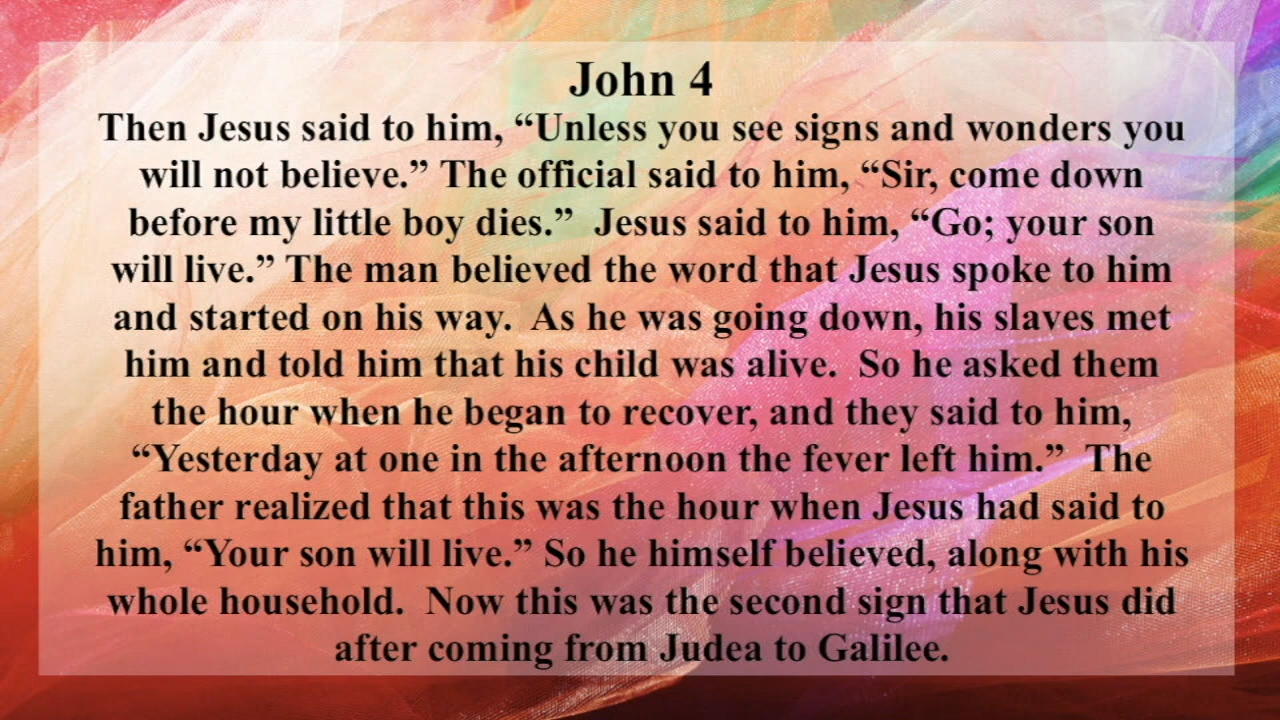 John 4
Then Jesus said to him, “Unless you see signs and wonders you
will not believe.” The official said to him, “Sir, come down
before my little boy dies.”  Jesus said to him, “Go; your son
will live.” The man believed the word that Jesus spoke to him
and started on his way.  As he was going down, his slaves met
him and told him that his child was alive.  So he asked them
the hour when he began to recover, and they said to him,
“Yesterday at one in the afternoon the fever left him.”  The
father realized that this was the hour when Jesus had said to
him, “Your son will live.” So he himself believed, along with his
whole household.  Now this was the second sign that Jesus did
after coming from Judea to Galilee.